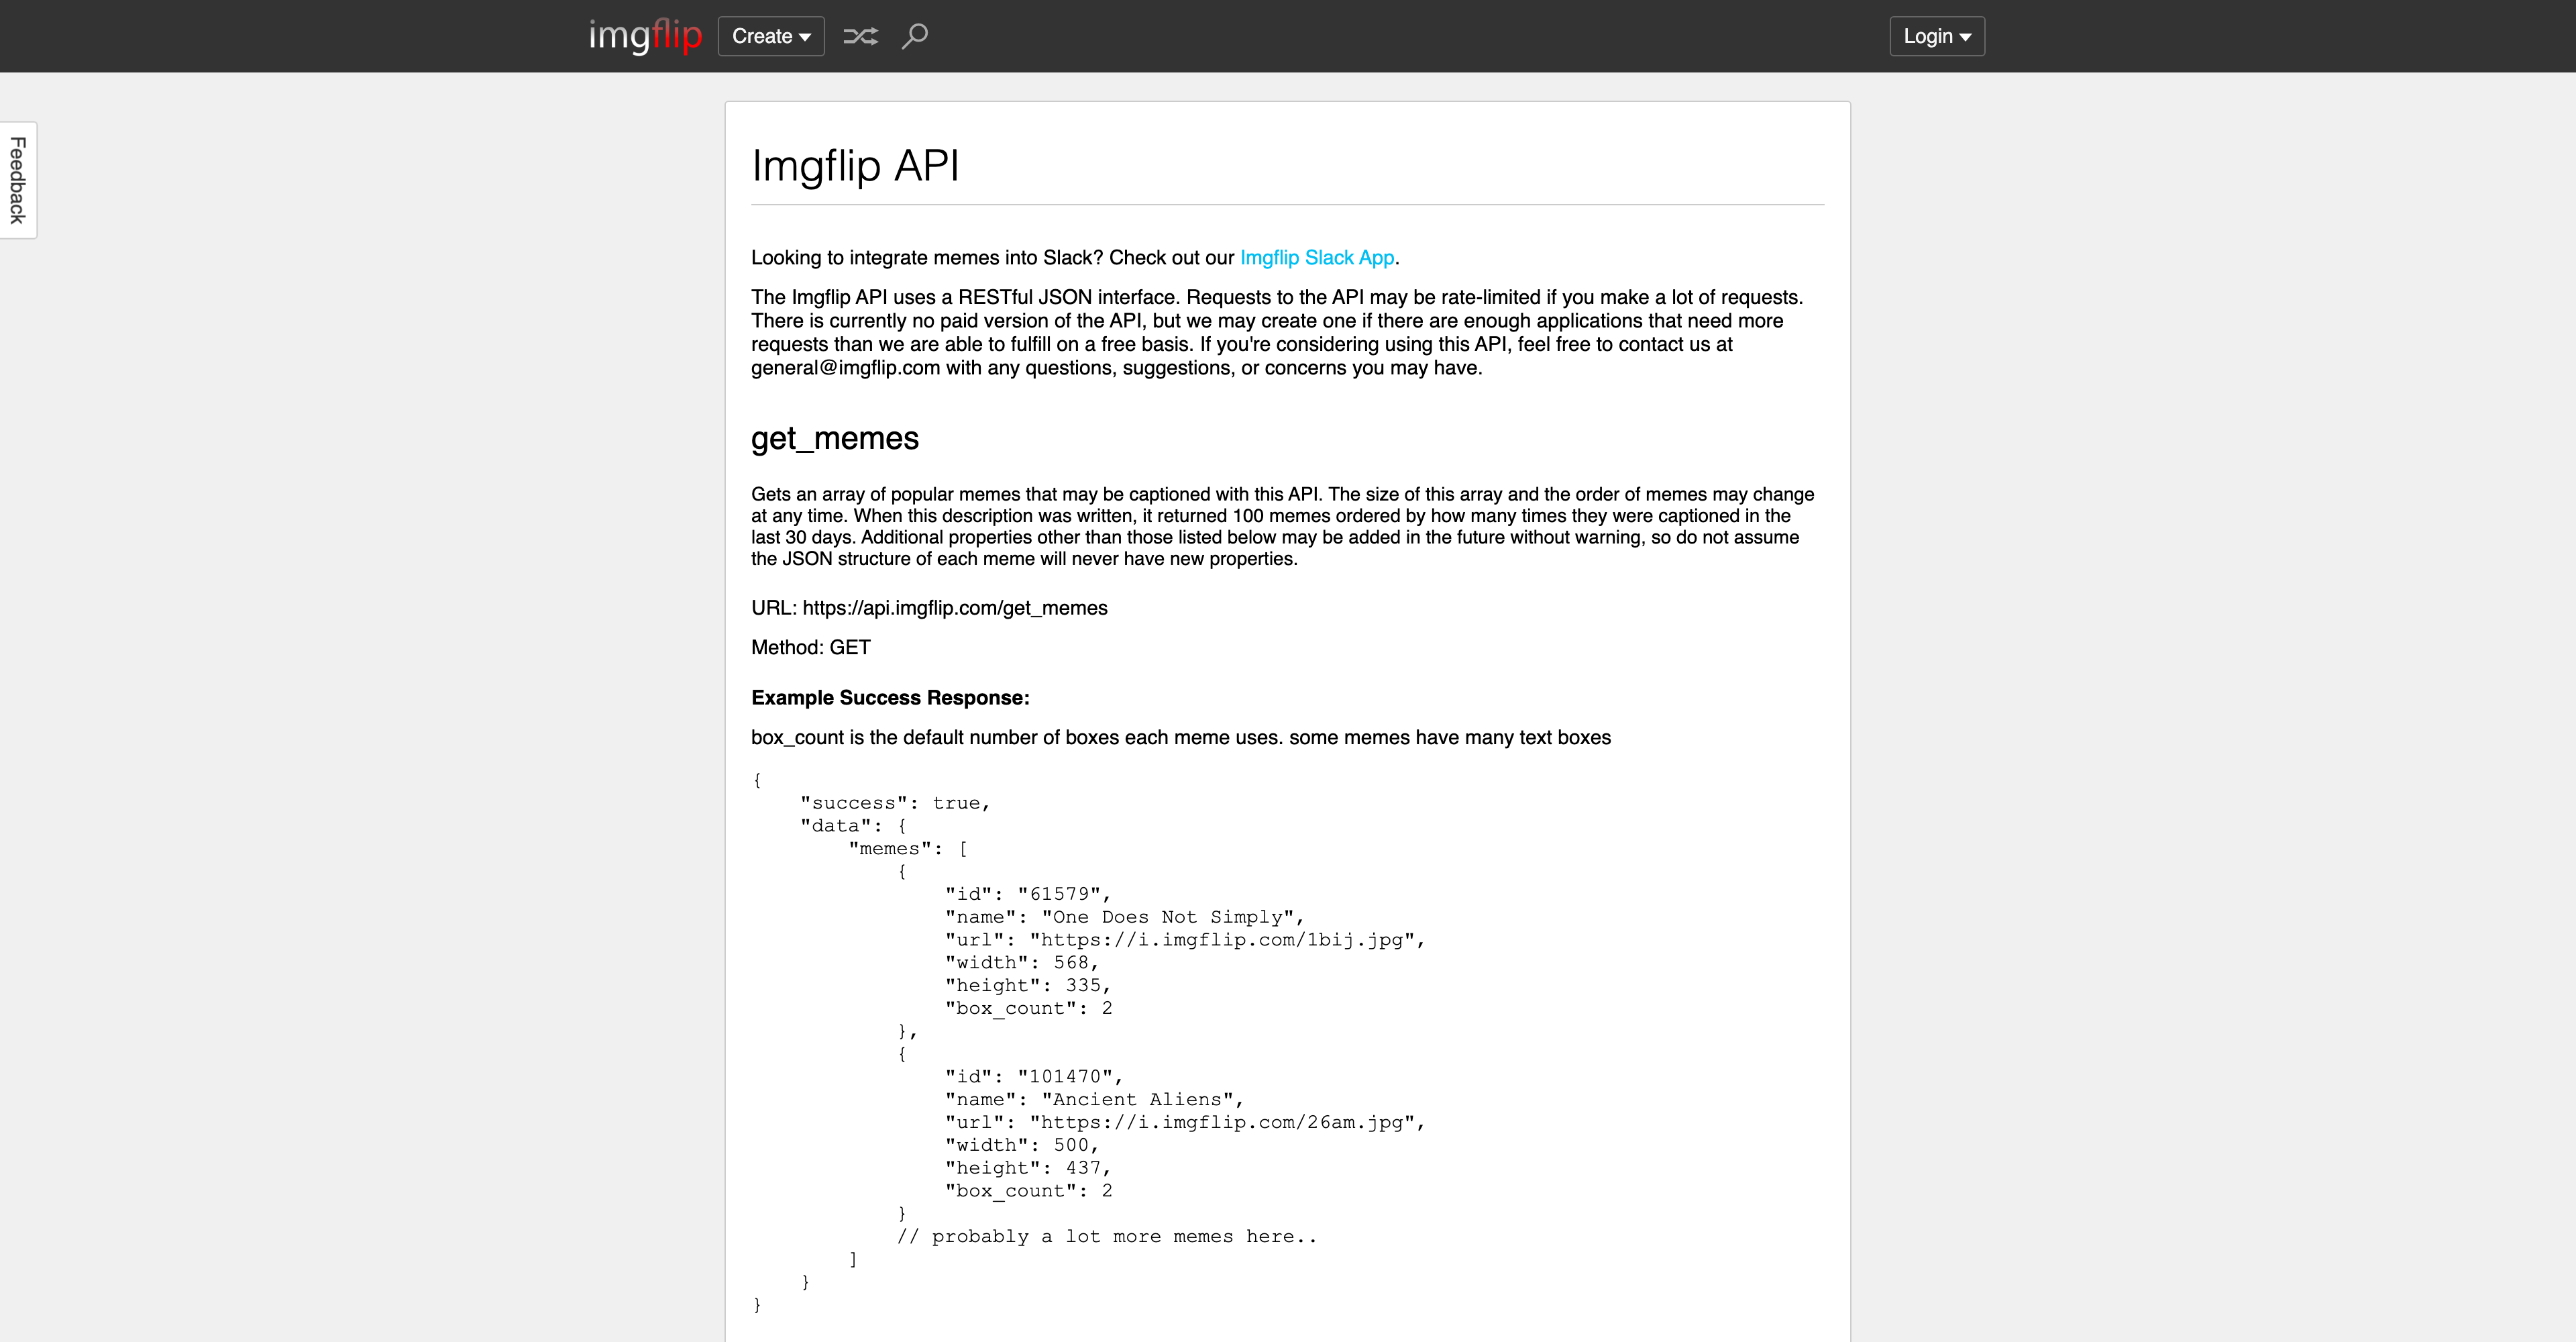 imgflip Create Login
Feedback
Imgflip API
Looking to integrate memes into Slack? Check out our Imgflip Slack App.
The Imgflip API uses a RESTful JSON interface. Requests to the API may be rate-limited if you make a lot of requests.
There is currently no paid version of the API, but we may create one if there are enough applications that need more
requests than we are able to fulfill on a free basis. If you're considering using this API, feel free to contact us at
general@imgflip.com with any questions, suggestions, or concerns you may have.
get_memes
Gets an array of popular memes that may be captioned with this API. The size of this array and the order of memes may change
at any time. When this description was written, it returned 100 memes ordered by how many times they were captioned in the
last 30 days. Additional properties other than those listed below may be added in the future without warning, so do not assume
the JSON structure of each meme will never have new properties.
URL: https://api.imgflip.com/get_memes
Method: GET
Example Success Response:
box_count is the default number of boxes each meme uses. some memes have many text boxes
{
    "success": true,
    "data": {
        "memes": [
            {
                "id": "61579",
                "name": "One Does Not Simply",
                "url": "https://i.imgflip.com/1bij.jpg",
                "width": 568,
                "height": 335,
                "box_count": 2
            },
            {
                "id": "101470",
                "name": "Ancient Aliens",
                "url": "https://i.imgflip.com/26am.jpg",
                "width": 500,
                "height": 437,
                "box_count": 2
            }
            // probably a lot more memes here..
        ]
    }
}